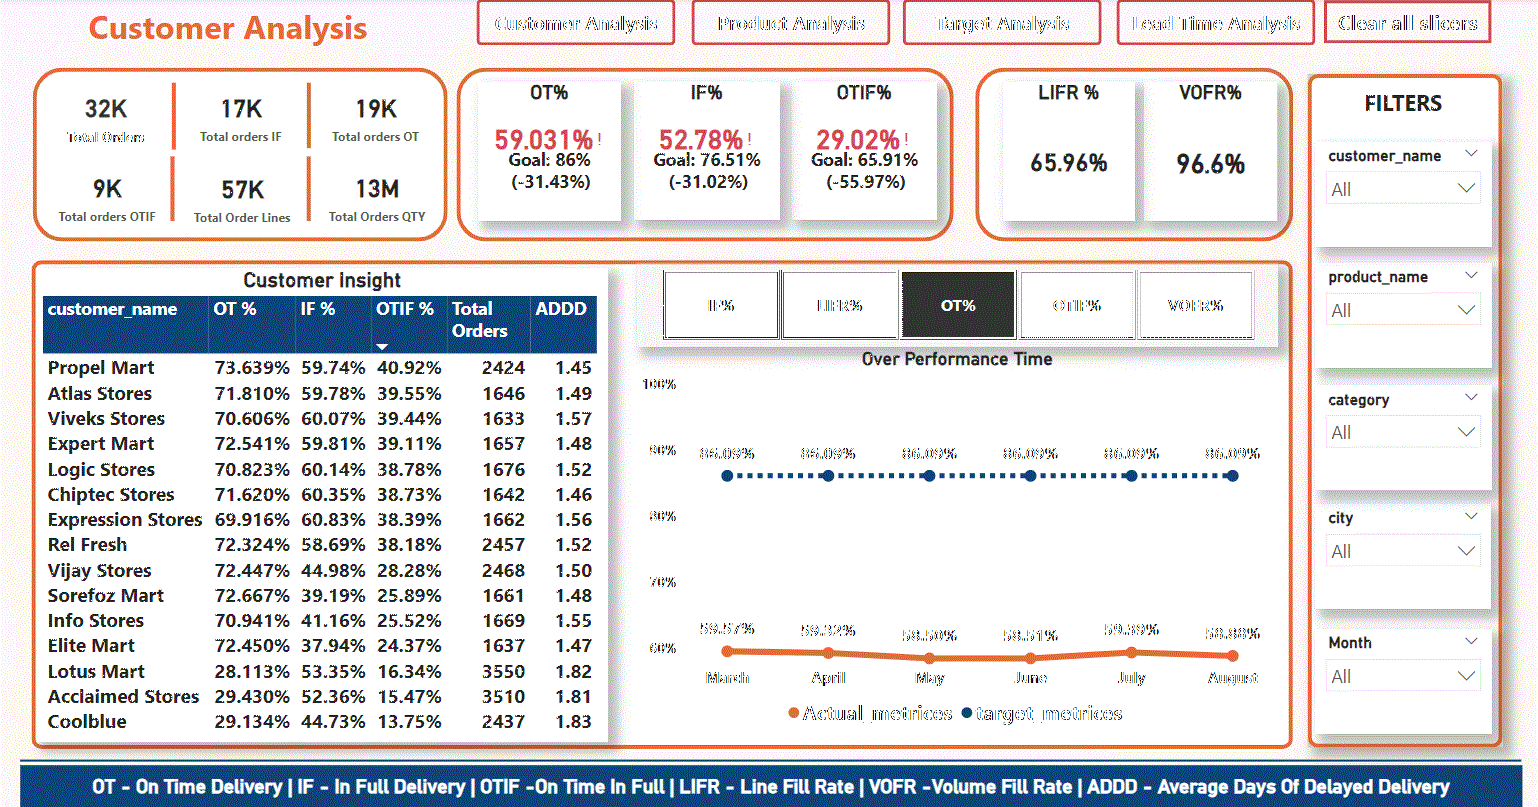 Customer Analysis
Customer Analysis
Product Analysis
Target Analysis
Lead Time Analysis
Clear all slicers
32K
Total Orders
17K
Total orders IF
19K
Total orders OT
9K
Total orders OTIF
57K
Total Order Lines
13M
Total Orders QTY
OT%
59.031% !
Goal: 86%
(-31.43%)
IF%
52.78% !
Goal: 76.51%
(-31.02%)
OTIF%
29.02% !
Goal: 65.91%
(-55.97%)
LIFR %
65.96%
VOFR%
96.6%
FILTERS
customer_name
All
product_name
All
category
All
city
All
Month
All
Customer Insight
customer_name OT % IF % OTIF % Total Orders ADDD
Propel Mart 73.639% 59.74% 40.92% 2424 1.45
Atlas Stores 71.810% 59.78% 39.55% 1646 1.49
Viveks Stores 70.606% 60.07% 39.44% 1633 1.57
Expert Mart 72.541% 59.81% 39.11% 1657 1.48
Logic Stores 70.823% 60.14% 38.78% 1676 1.52
Chiptec Stores 71.620% 60.35% 38.73% 1642 1.46
Expression Stores 69.916% 60.83% 38.39% 1662 1.56
Rel Fresh 72.324% 58.69% 38.18% 2457 1.52
Vijay Stores 72.447% 44.98% 28.28% 2468 1.50
Sorefoz Mart 72.667% 39.19% 25.89% 1661 1.48
Info Stores 70.941% 41.16% 25.52% 1669 1.55
Elite Mart 72.450% 37.94% 24.37% 1637 1.47
Lotus Mart 28.113% 53.35% 16.34% 3550 1.82
Acclaimed Stores 29.430% 52.36% 15.47% 3510 1.81
Coolblue 29.134% 44.73% 13.75% 2437 1.83
IF% LIFR% OT% OTIF% VOFR%
Over Performance Time
100%
90%
86.09% 86.09% 86.09% 86.09% 86.09% 86.09%
80%
70%
60%
59.57% 59.32% 58.50% 58.51% 59.39% 58.88%
March April May June July August
Actual_metrices target_metrices
OT - On Time Delivery | IF - In Full Delivery | OTIF -On Time In Full | LIFR - Line Fill Rate | VOFR -Volume Fill Rate | ADDD - Average Days Of Delayed Delivery